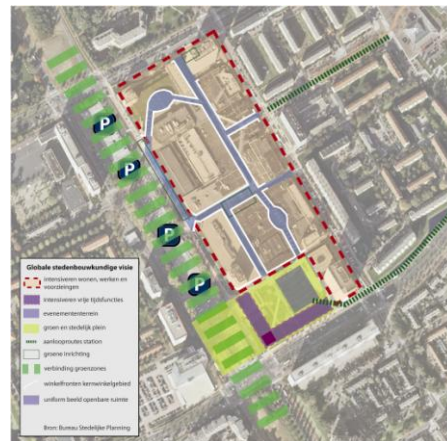 P
P
P
P
Globale stedenbouwkundige visie
intensiveren wonen, werken en
voorzeingen
intensiveren vrije tijdsfuncties
evenemententerrein
groen en stedelijk plein
aanlooproutes station
groene inrichting
verbinding groenzones
winkelfronten kernwinkelgebied
uniform beeld openbare ruimte
Bron: Bureau Stedelijke Planning